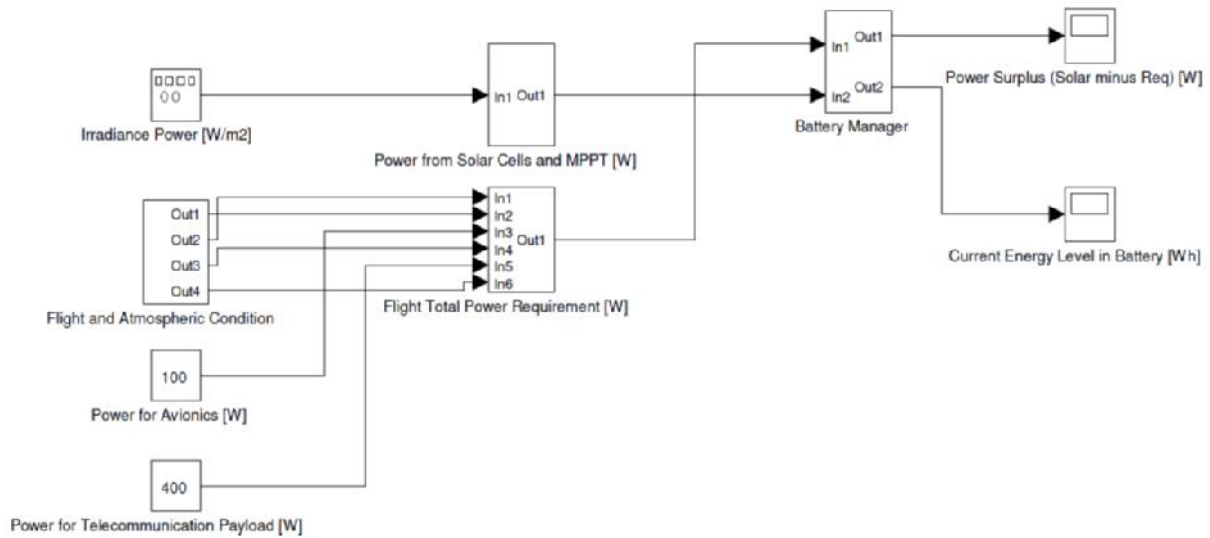 In1
Out1
In2
Out2
Battery Manager
Power Surplus (Solar minus Req) [W]
Irradiance Power [W/m2]
In1 Out1
Power from Solar Cells and MPPT [W]
Out1
Out2
Out3
Out4
Flight and Atmospheric Condition
In1
In2
In3
In4
In5
In6
Out1
Flight Total Power Requirement [W]
Current Energy Level in Battery [Wh]
100
Power for Avionics [W]
400
Power for Telecommunication Payload [W]